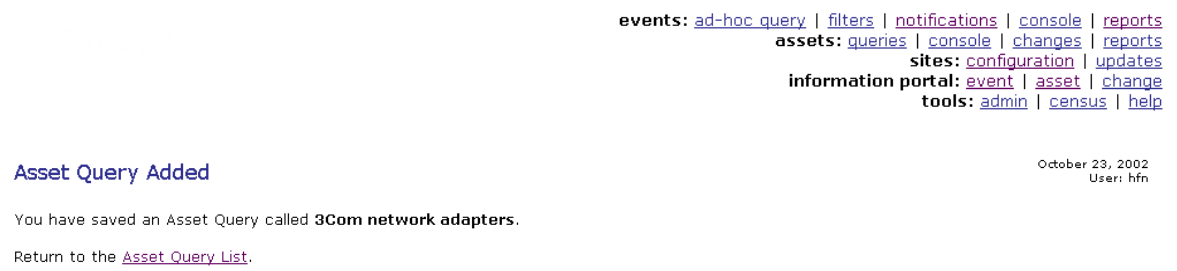 events: ad-hoc query | filters | notifications | console | reports
assets: queries | console | changes | reports
sites: configuration | updates
information portal: event | asset | change
tools: admin | census | help
Asset Query Added
October 23, 2002
User: hfn
You have saved an Asset Query called 3Com network adapters.
Return to the Asset Query List.